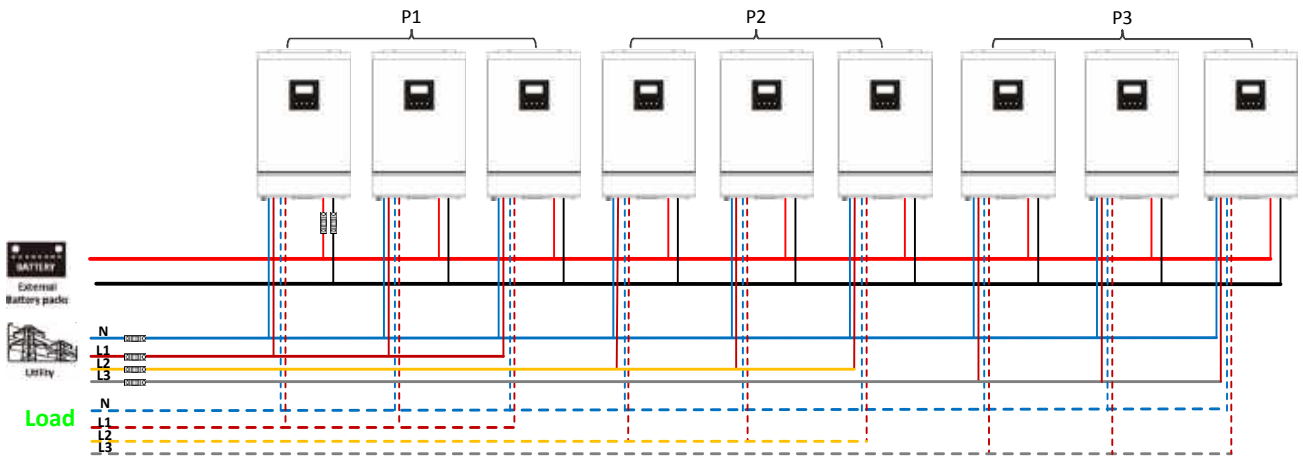 P1
P2
P3
BATTERY
External
Battery packs
N
L1
L2
L3
Utility
Load
N
L1
L2
L3